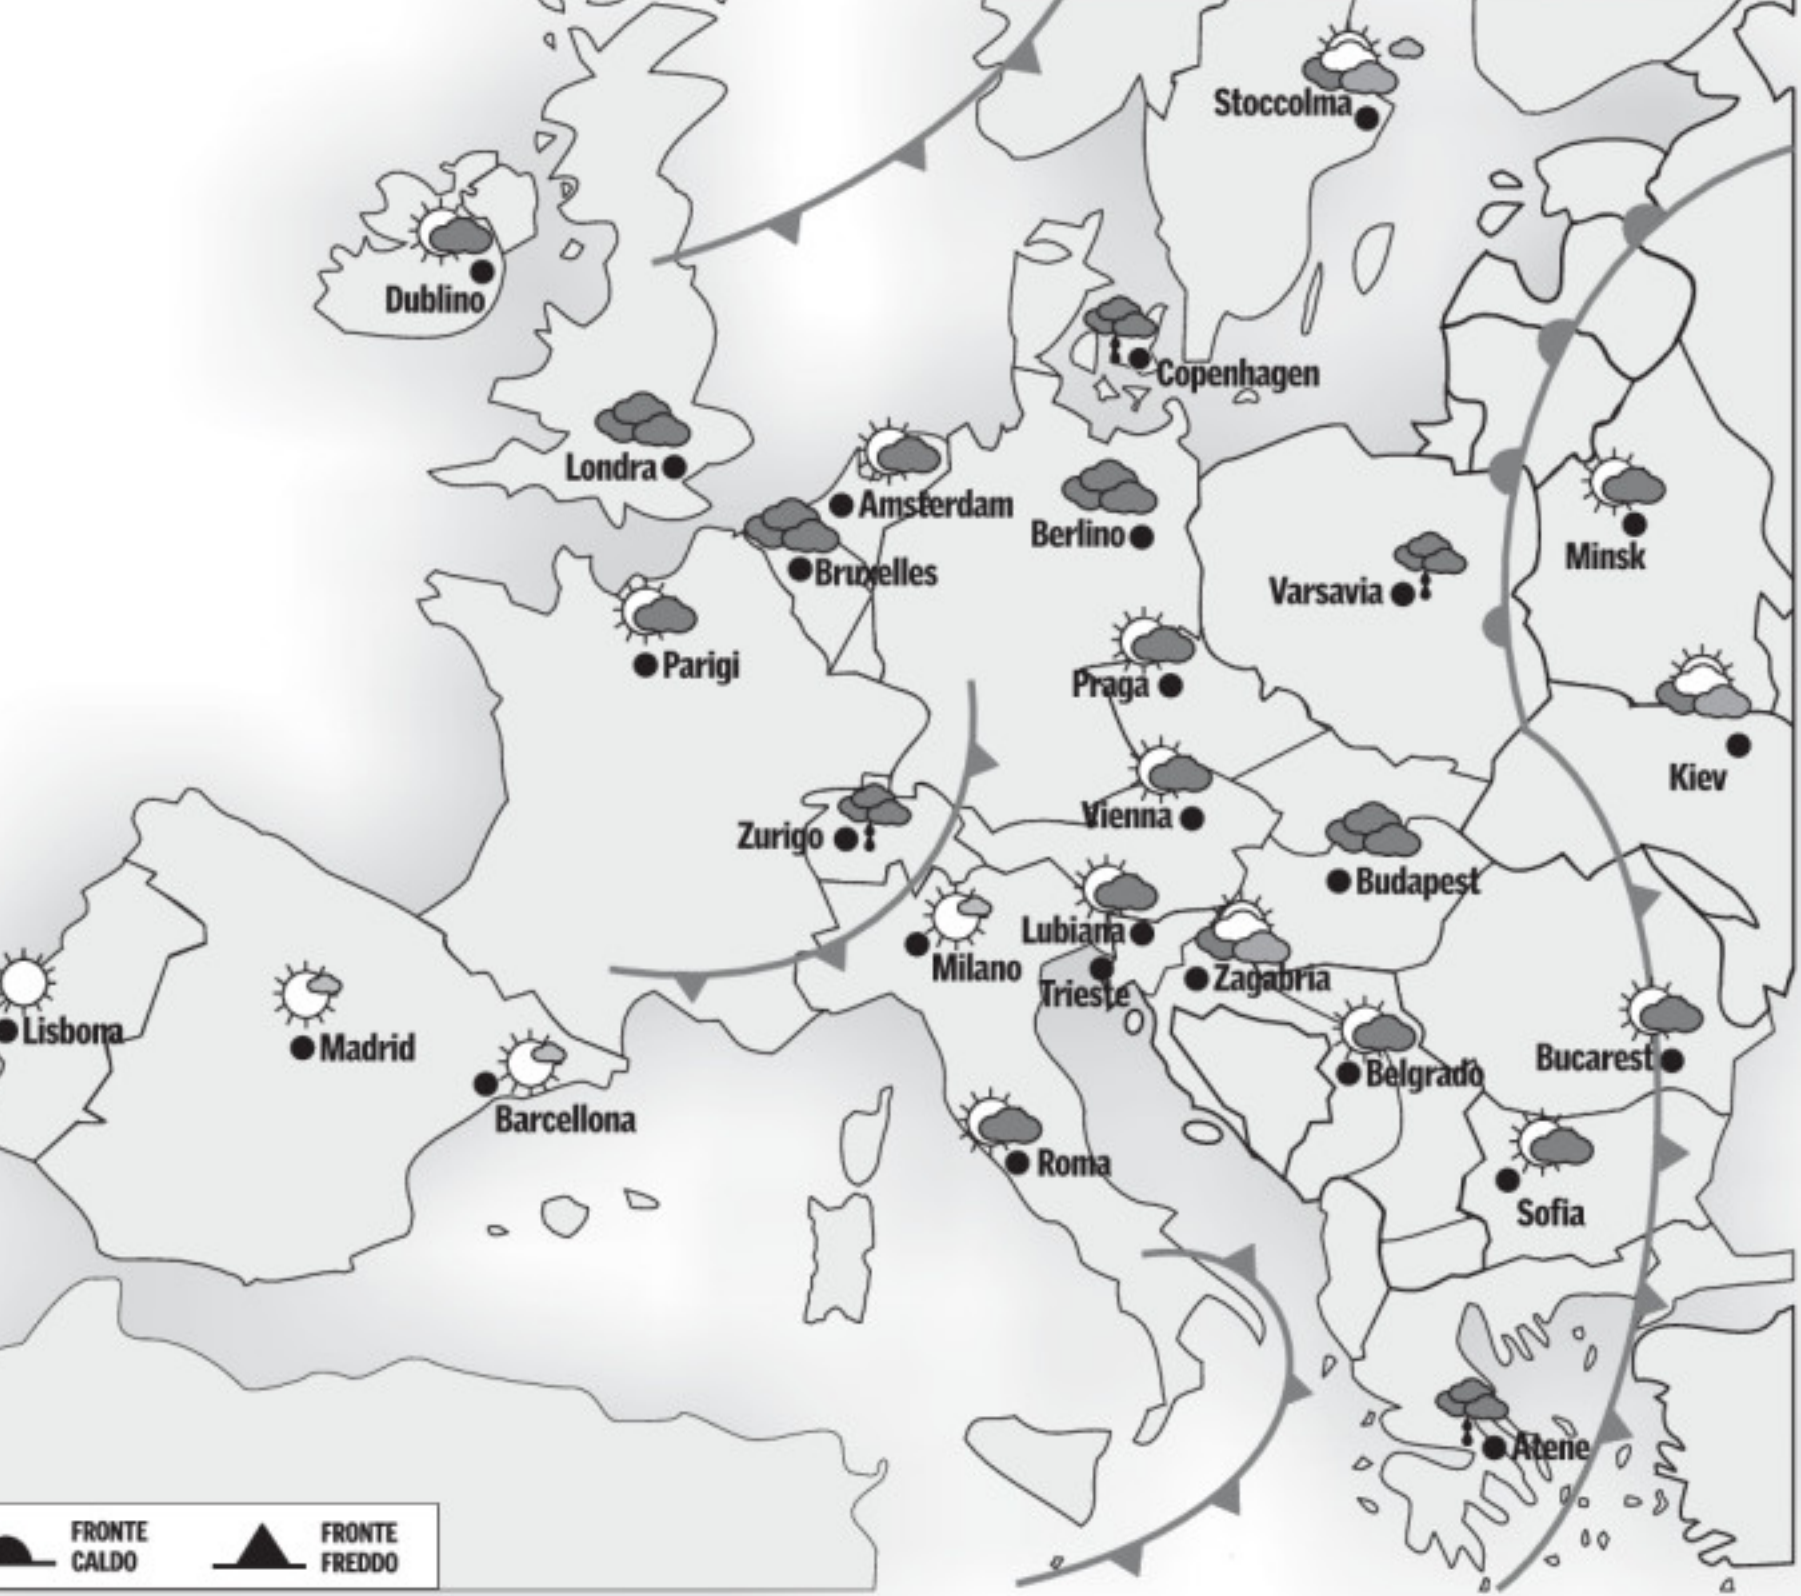 Stoccolma
Dublino
Copenhagen
Londra
Amsterdam
Berlino
Bruxelles
Minsk
Varsavia
Parigi
Praga
Kiev
Vienna
Zurigo
Budapest
Lubiana
Milano
Zagabria
Trieste
Lisbona
Madrid
Bucarest
Belgrado
Barcellona
Roma
Sofia
Atene
FRONTE
CALDO
FRONTE
FREDDO